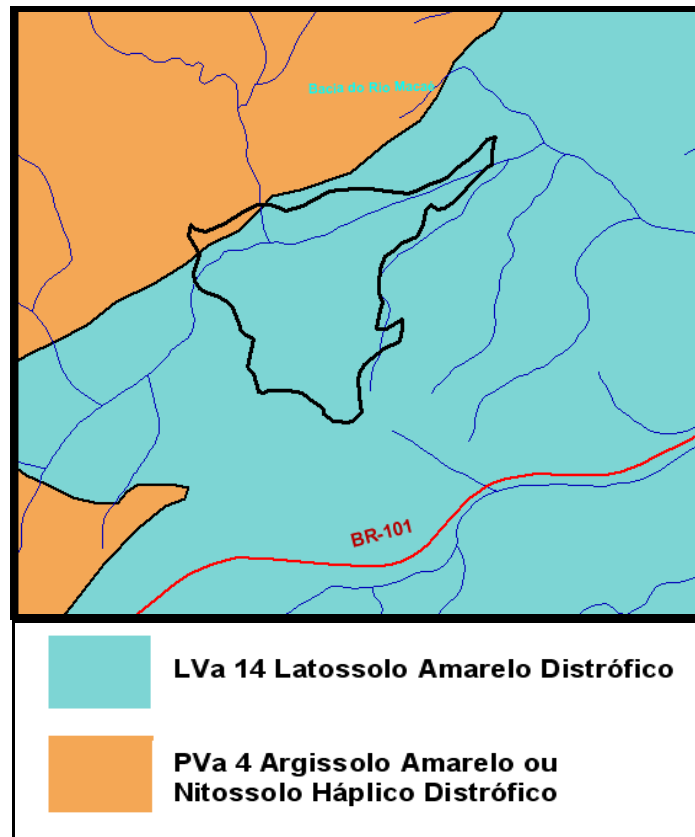 Bacia do Rio Macaé
BR-101
LVa 14 Latossolo Amarelo Distrófico
PVa 4 Argissolo Amarelo ou
Nitossolo Háplico Distrófico